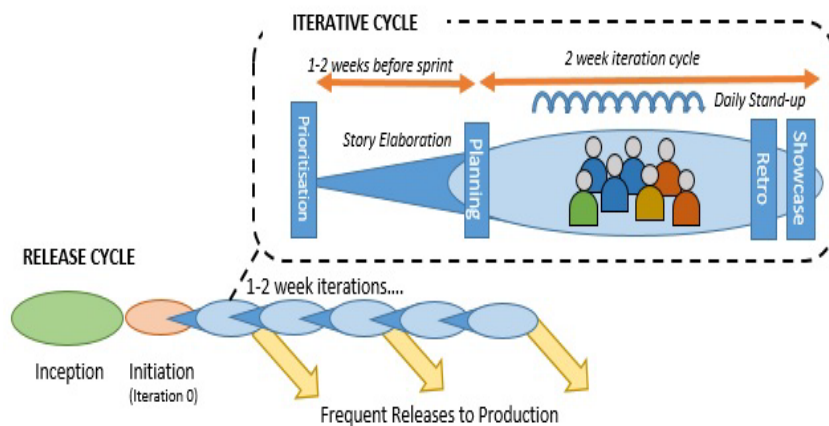 ITERATIVE CYCLE
1-2 weeks before sprint
2 week iteration cycle
Daily Stand-up
Prioritisation
Story Elaboration
Planning
Retro
Showcase
RELEASE CYCLE
1-2 week iterations....
Inception
Initiation
(Iteration 0)
Frequent Releases to Production